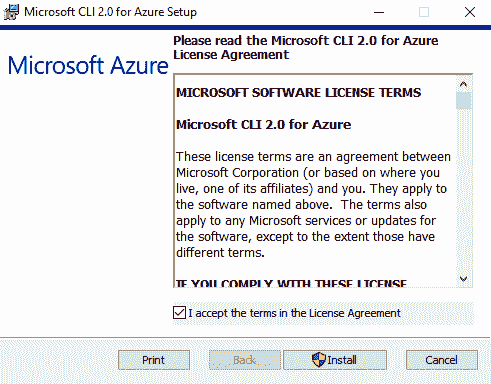 Microsoft CLI 2.0 for Azure Setup
Please read the Microsoft CLI 2.0 for Azure
License Agreement
Microsoft Azure
MICROSOFT SOFTWARE LICENSE TERMS
Microsoft CLI 2.0 for Azure
These license terms are an agreement between
Microsoft Corporation (or based on where you
live, one of its affiliates) and you. They apply to
the software named above.  The terms also
apply to any Microsoft services or updates for
the software, except to the extent those have
different terms.
IF YOU COMPLY WITH THESE LICENSE
I accept the terms in the License Agreement
Print
Back
Install
Cancel